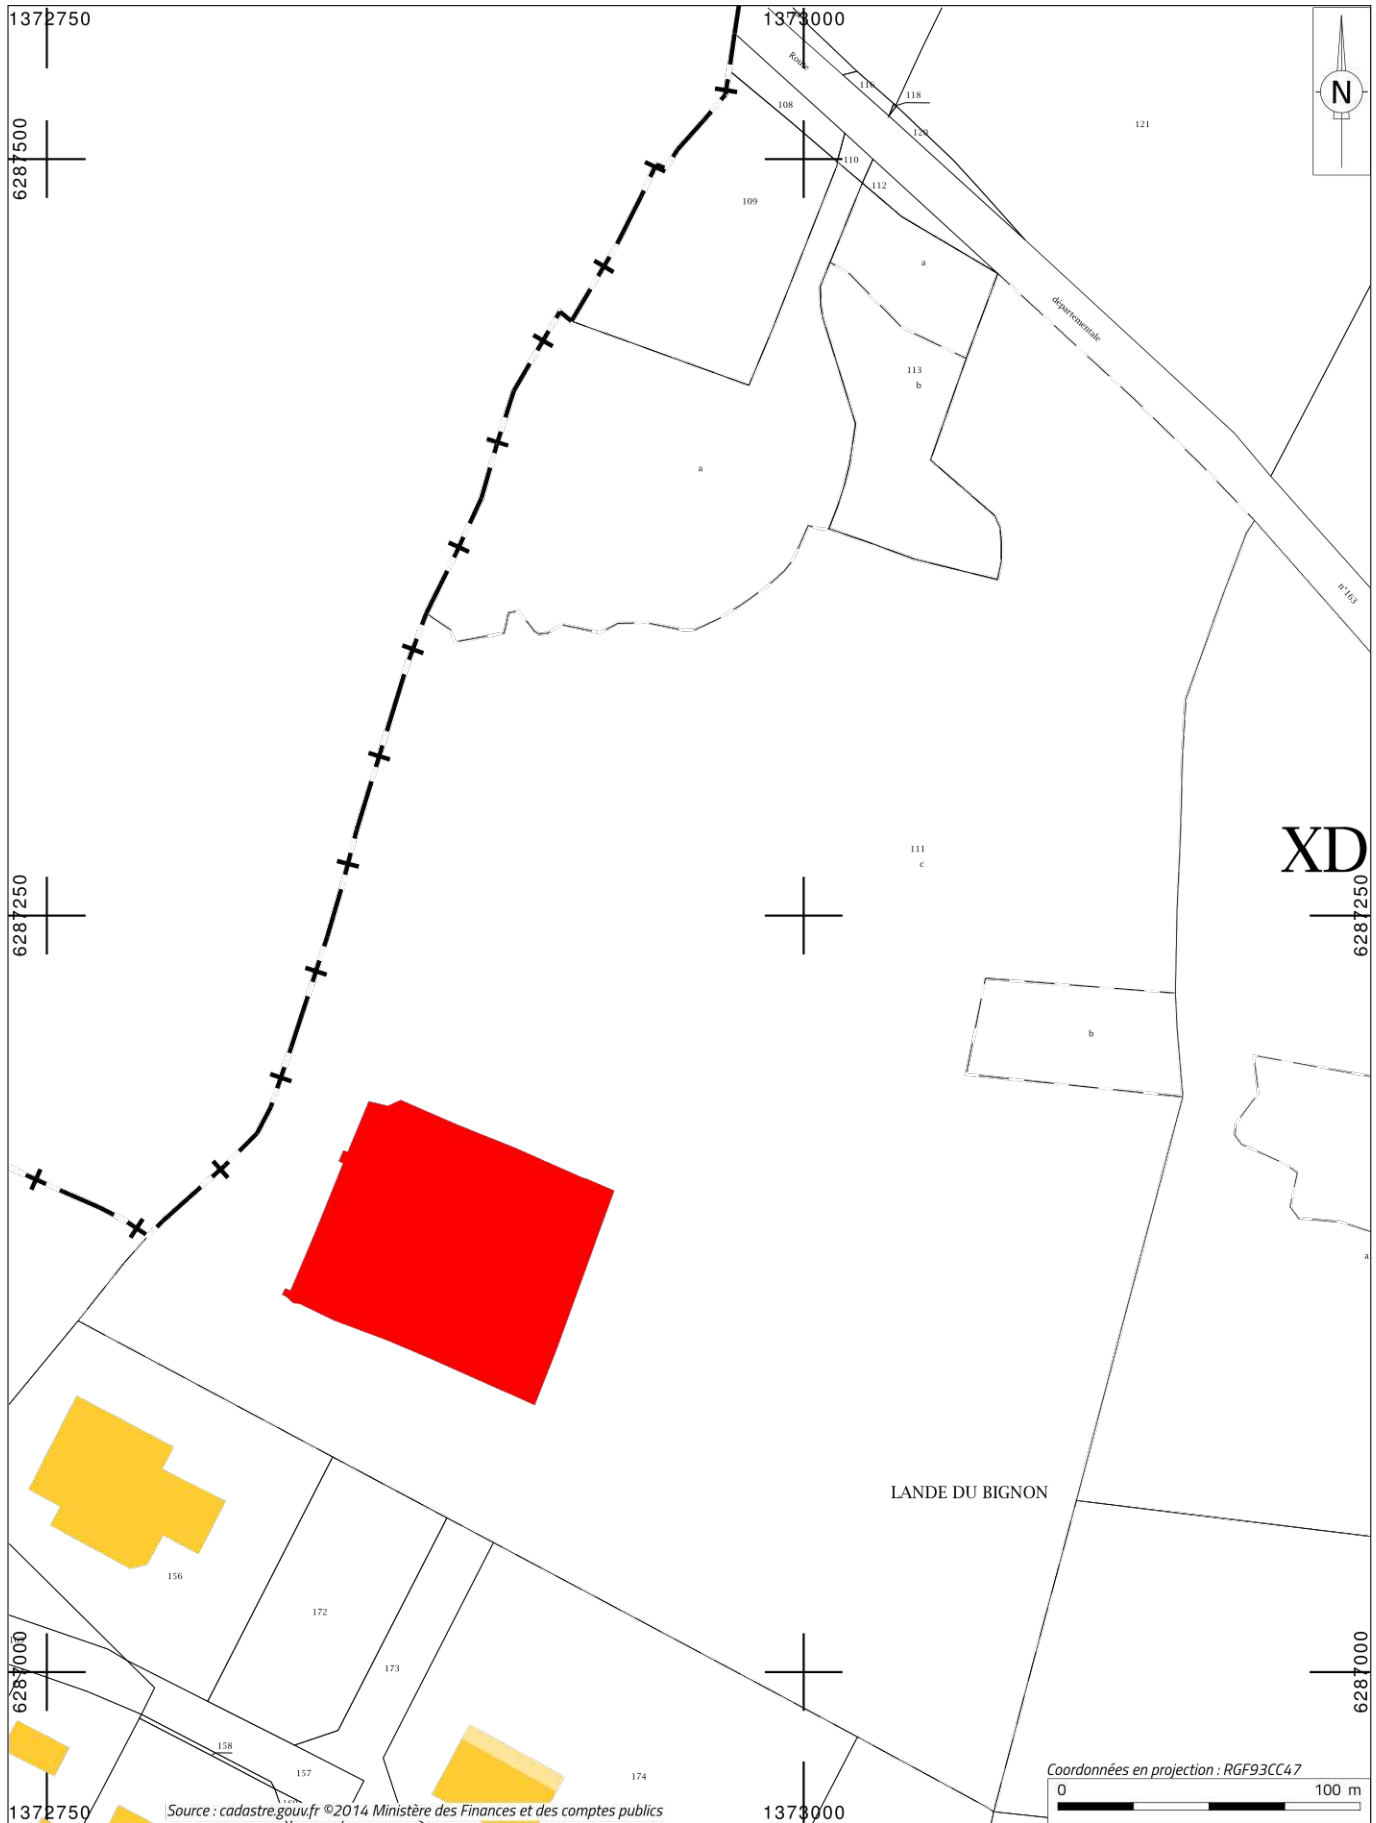 1372750
1373000
N
6287500
Route
116
118
108
120
121
110
112
109
a
départementale
113
b
a
n°163
111
c
XD
6287250
6287250
b
a
LANDE DU BIGNON
156
172
173
6287000
6287000
158
157
174
Coordonnées en projection : RGF93CC47
0 100 m
1372750
Source : cadastre.gouv.fr ©2014 Ministère des Finances et des comptes publics
1373000